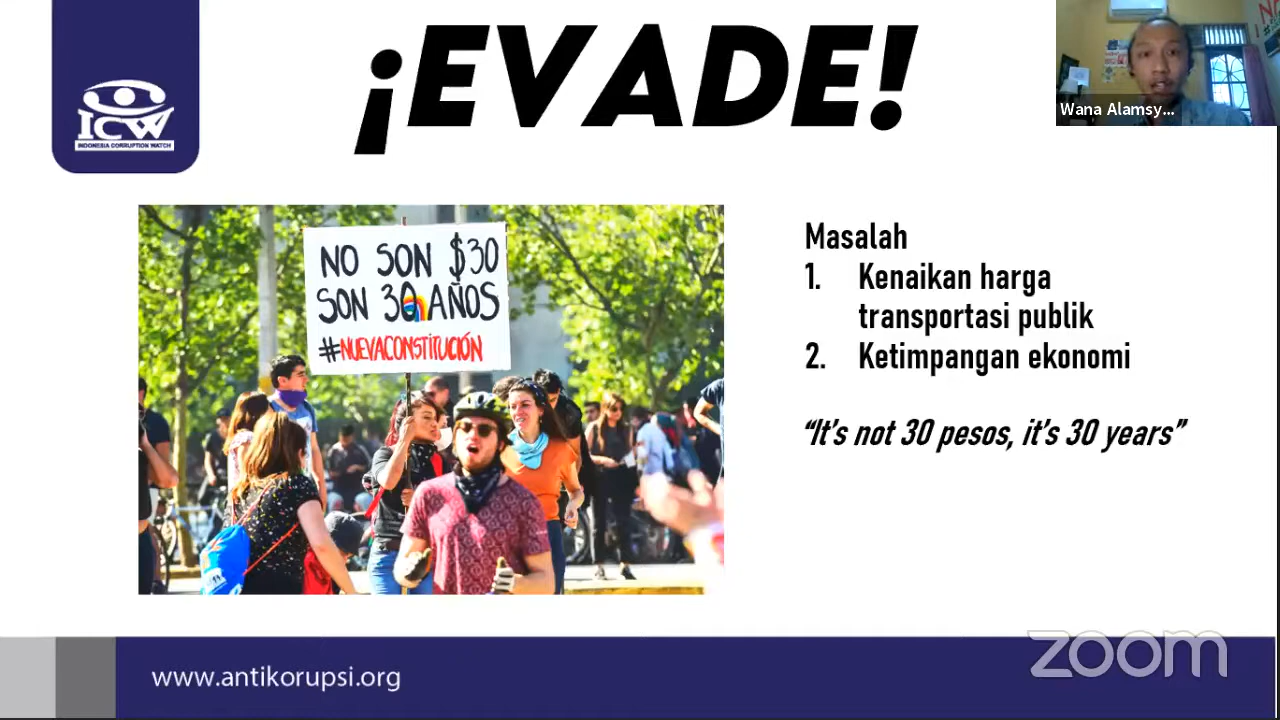 ¡EVADE!
ICW
INDONESIA CORRUPTION WATCH
Wana Alamsy...
NO SON $30
SON 30 AÑOS
#NUEVACONSTITUCIÓN
Masalah
1. Kenaikan harga
transportasi publik
2. Ketimpangan ekonomi
“It's not 30 pesos, it's 30 years”
www.antikorupsi.org
zoom